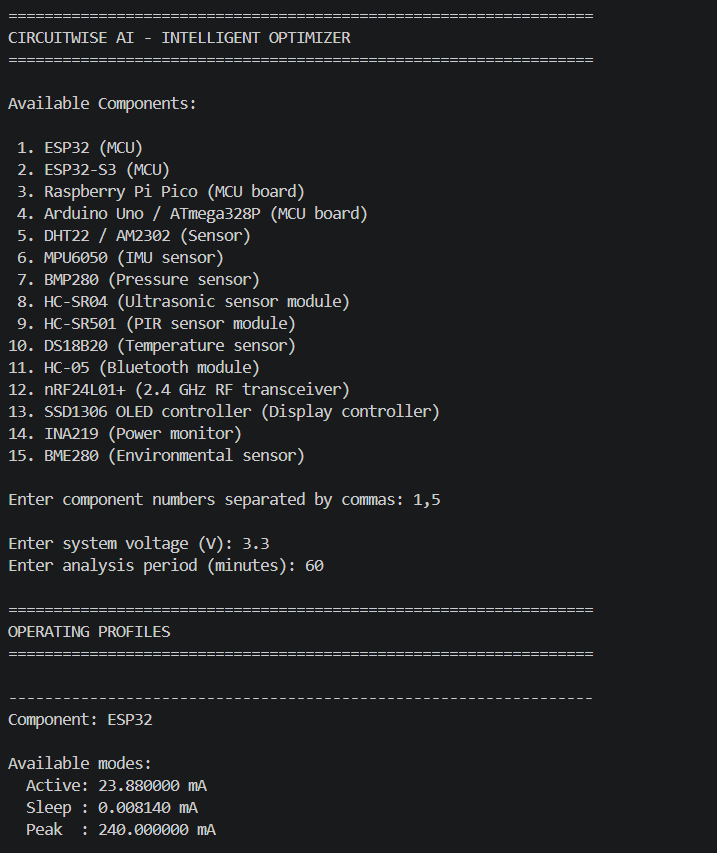 =================================================================
CIRCUITWISE AI - INTELLIGENT OPTIMIZER
=================================================================
Available Components:
1. ESP32 (MCU)
2. ESP32-S3 (MCU)
3. Raspberry Pi Pico (MCU board)
4. Arduino Uno / ATmega328P (MCU board)
5. DHT22 / AM2302 (Sensor)
6. MPU6050 (IMU sensor)
7. BMP280 (Pressure sensor)
8. HC-SR04 (Ultrasonic sensor module)
9. HC-SR501 (PIR sensor module)
10. DS18B20 (Temperature sensor)
11. HC-05 (Bluetooth module)
12. nRF24L01+ (2.4 GHz RF transceiver)
13. SSD1306 OLED controller (Display controller)
14. INA219 (Power monitor)
15. BME280 (Environmental sensor)
Enter component numbers separated by commas: 1,5
Enter system voltage (V): 3.3
Enter analysis period (minutes): 60
=================================================================
OPERATING PROFILES
=================================================================
-----------------------------------------------------------------
Component: ESP32
Available modes:
Active: 23.880000 mA
Sleep : 0.008140 mA
Peak  : 240.000000 mA